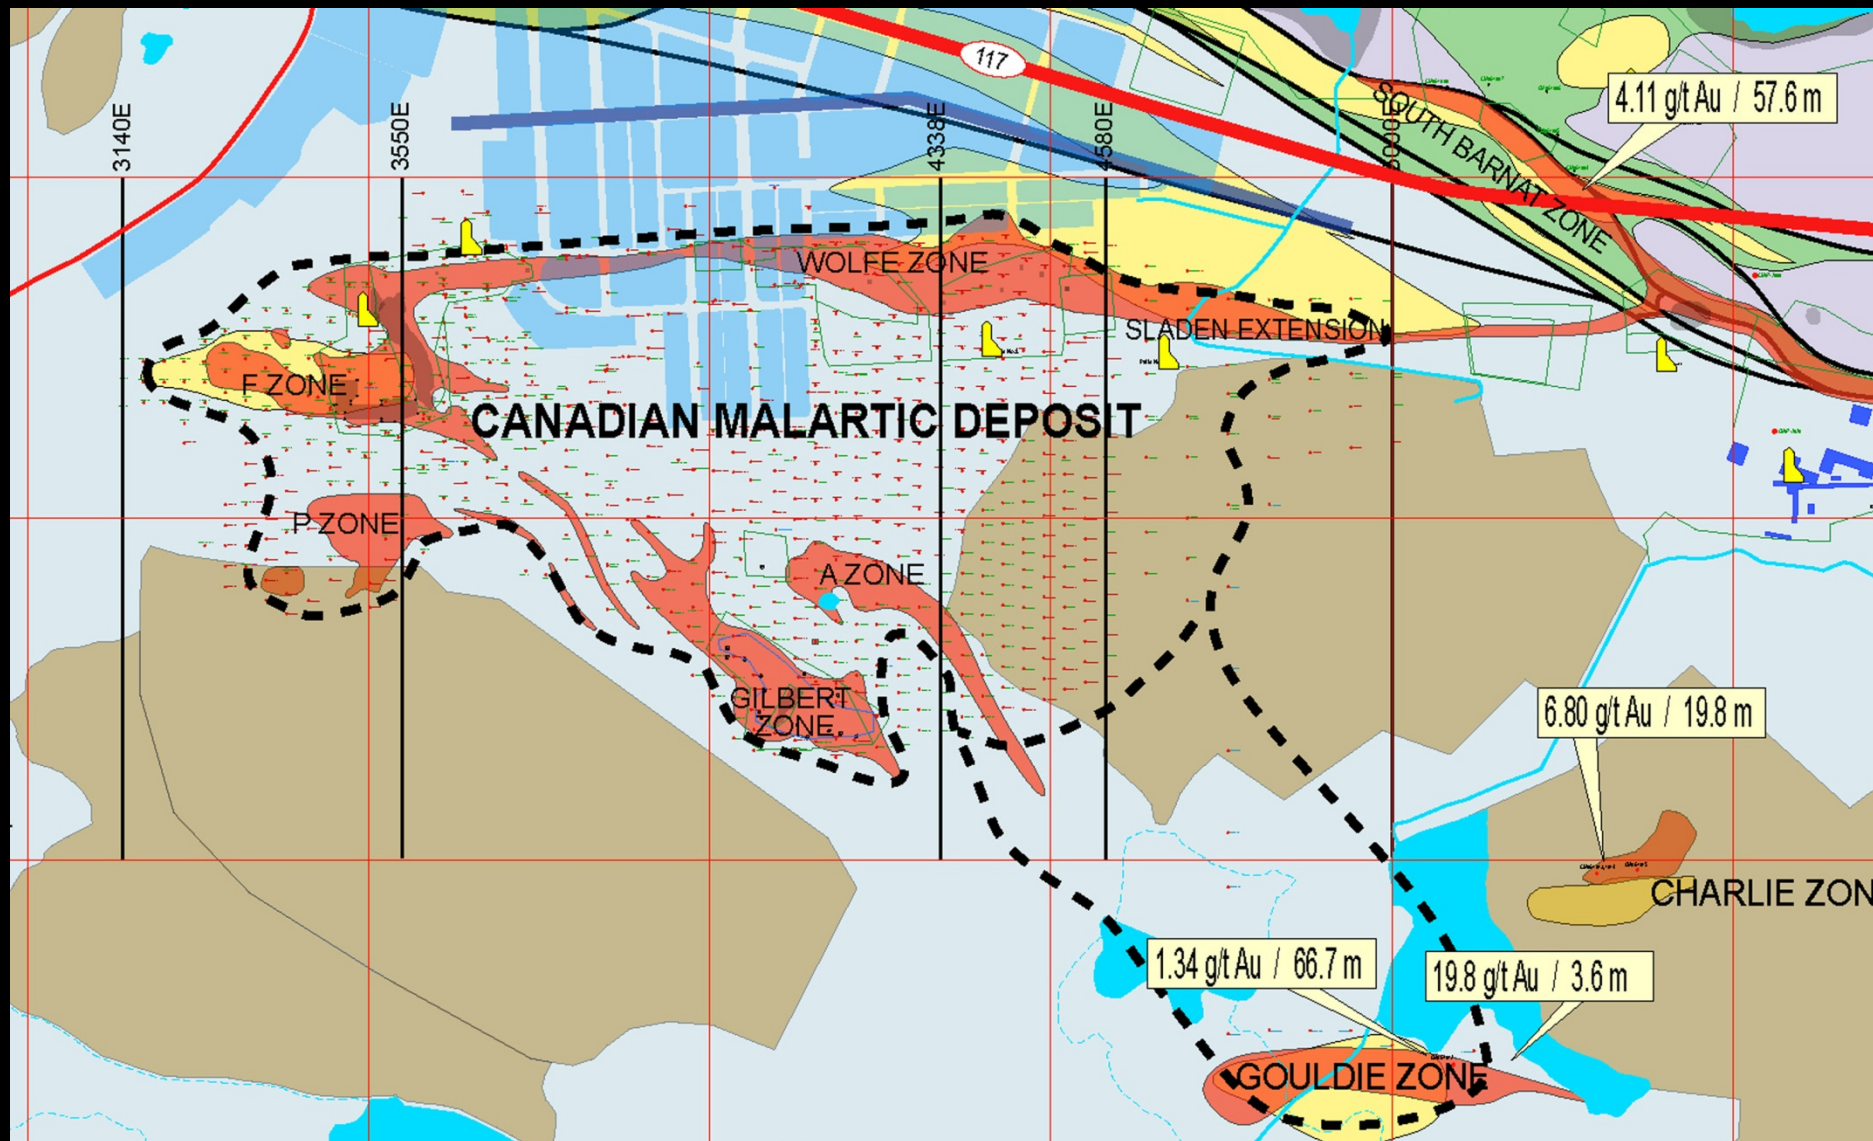 117
4.11 g/t Au / 57.6 m
SOUTH BARNAT ZONE
3140E
3550E
4338E
4580E
WOLFE ZONE
SLADEN EXTENSION
F ZONE
CANADIAN MALARTIC DEPOSIT
P ZONE
A ZONE
GILBERT
ZONE
6.80 g/t Au / 19.8 m
CHARLIE ZON
1.34 g/t Au / 66.7 m
19.8 g/t Au / 3.6 m
GOULDIE ZONE